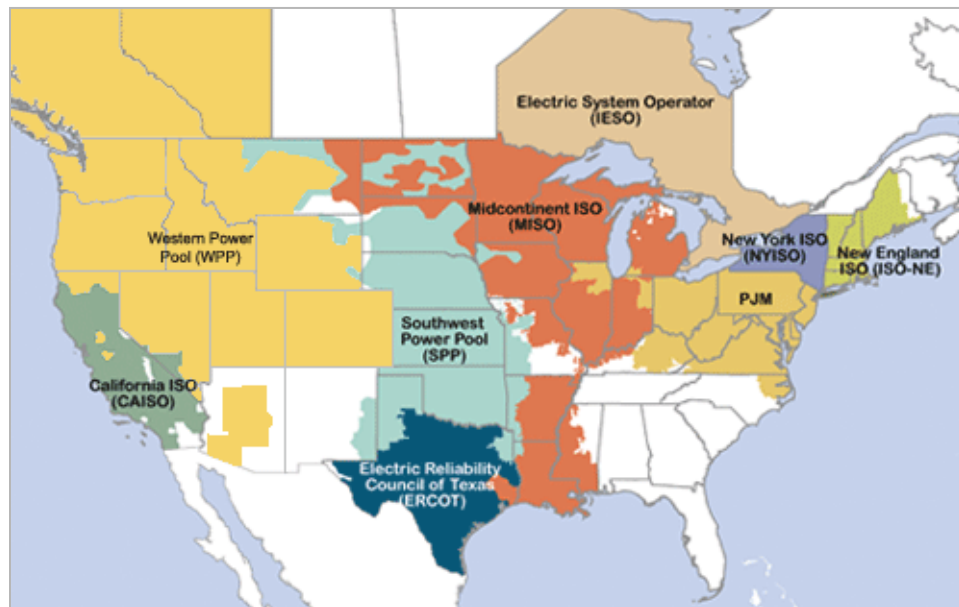 Electric System Operator
(IESO)
Midcontinent ISO
(MISO)
Western Power
Pool (WPP)
New York ISO
(NYISO)
New England
ISO (ISO-NE)
PJM
Southwest
Power Pool
(SPP)
California ISO
(CAISO)
Electric Reliability
Council of Texas
(ERCOT)